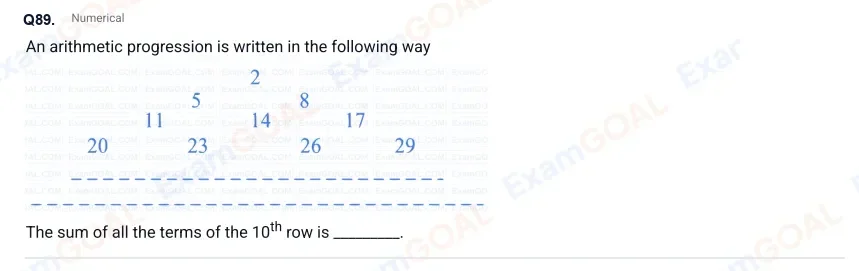 Q89. Numerical
An arithmetic progression is written in the following way
2
5 8
11 14 17
20 23 26 29
The sum of all the terms of the 10th row is ________.
ExamGOAL